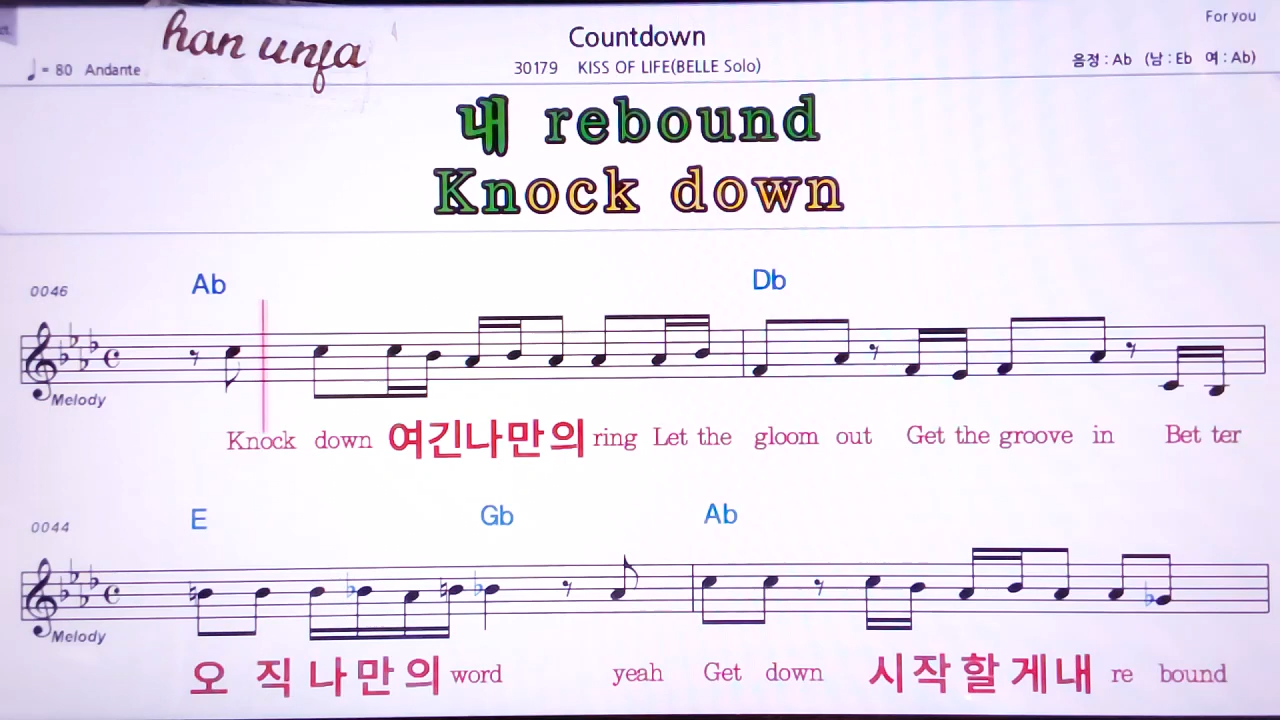 For you
han unfa
Countdown
♩= 80 Andante
30179 KISS OF LIFE(BELLE Solo)
음정 : Ab (남 : Eb 여 : Ab)
내 rebound
Knock down
0046
Ab Db
Melody
Knock down 여긴나만의 ring Let the gloom out Get the groove in Bet ter
0044
E Gb Ab
Melody
오 직 나 만 의 word yeah Get down 시작 할 게내 re bound